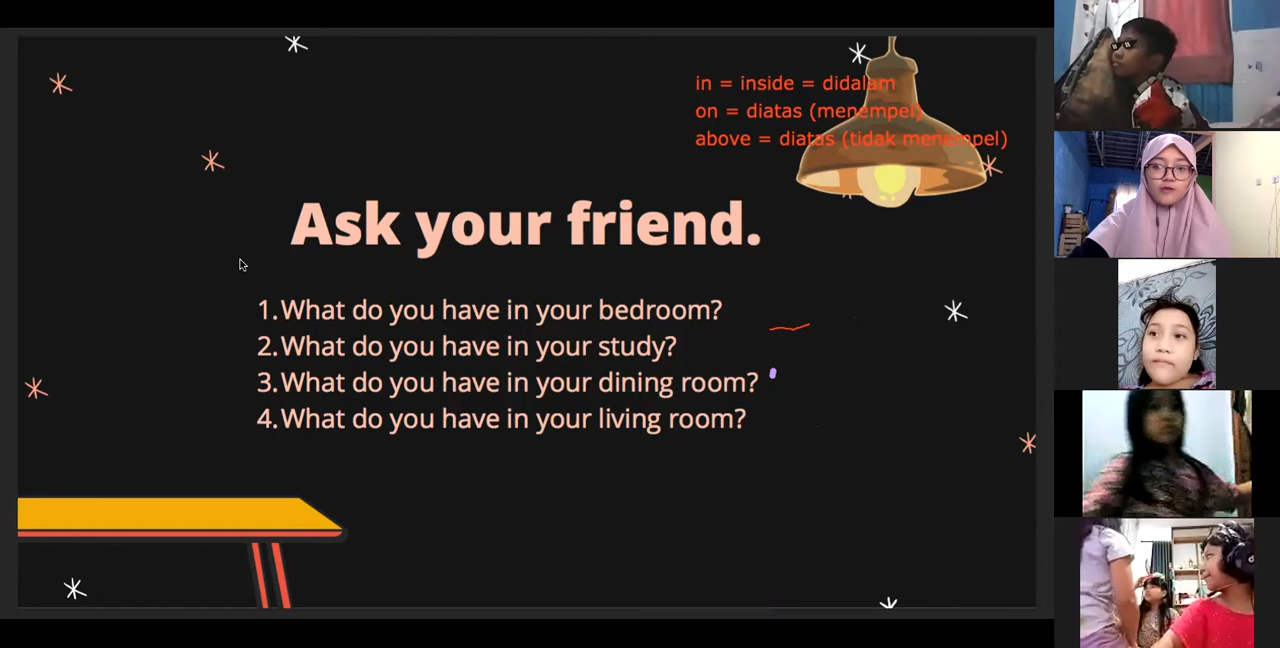 in = inside = didalam
on = diatas (menempel)
above = diatas (tidak menempel)
Ask your friend.
1. What do you have in your bedroom?
2. What do you have in your study?
3. What do you have in your dining room?
4. What do you have in your living room?